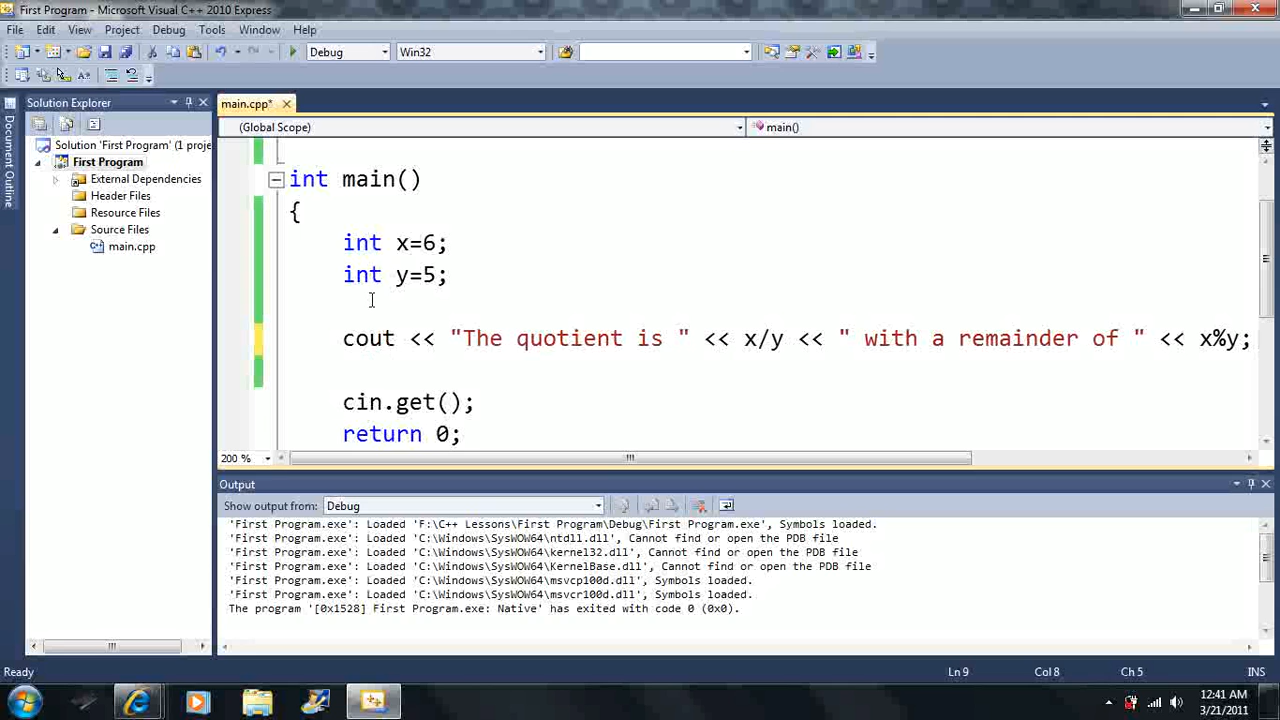 First Program - Microsoft Visual C++ 2010 Express
File Edit View Project Debug Tools Window Help
Debug Win32
Solution Explorer
main.cpp*
(Global Scope) main()
Document Outline
Solution 'First Program' (1 proje
First Program
External Dependencies
Header Files
Resource Files
Source Files
main.cpp
int main()
{
int x=6;
int y=5;
cout << "The quotient is " << x/y << " with a remainder of " << x%y;
cin.get();
return 0;
200 %
Output
Show output from: Debug
'First Program.exe': Loaded 'F:\C++ Lessons\First Program\Debug\First Program.exe', Symbols loaded.
'First Program.exe': Loaded 'C:\Windows\SysWOW64\ntdll.dll', Cannot find or open the PDB file
'First Program.exe': Loaded 'C:\Windows\SysWOW64\kernel32.dll', Cannot find or open the PDB file
'First Program.exe': Loaded 'C:\Windows\SysWOW64\KernelBase.dll', Cannot find or open the PDB file
'First Program.exe': Loaded 'C:\Windows\SysWOW64\msvcp100d.dll', Symbols loaded.
'First Program.exe': Loaded 'C:\Windows\SysWOW64\msvcr100d.dll', Symbols loaded.
The program '[0x1528] First Program.exe: Native' has exited with code 0 (0x0).
Ready Ln 9 Col 8 Ch 5 INS
12:41 AM
3/21/2011